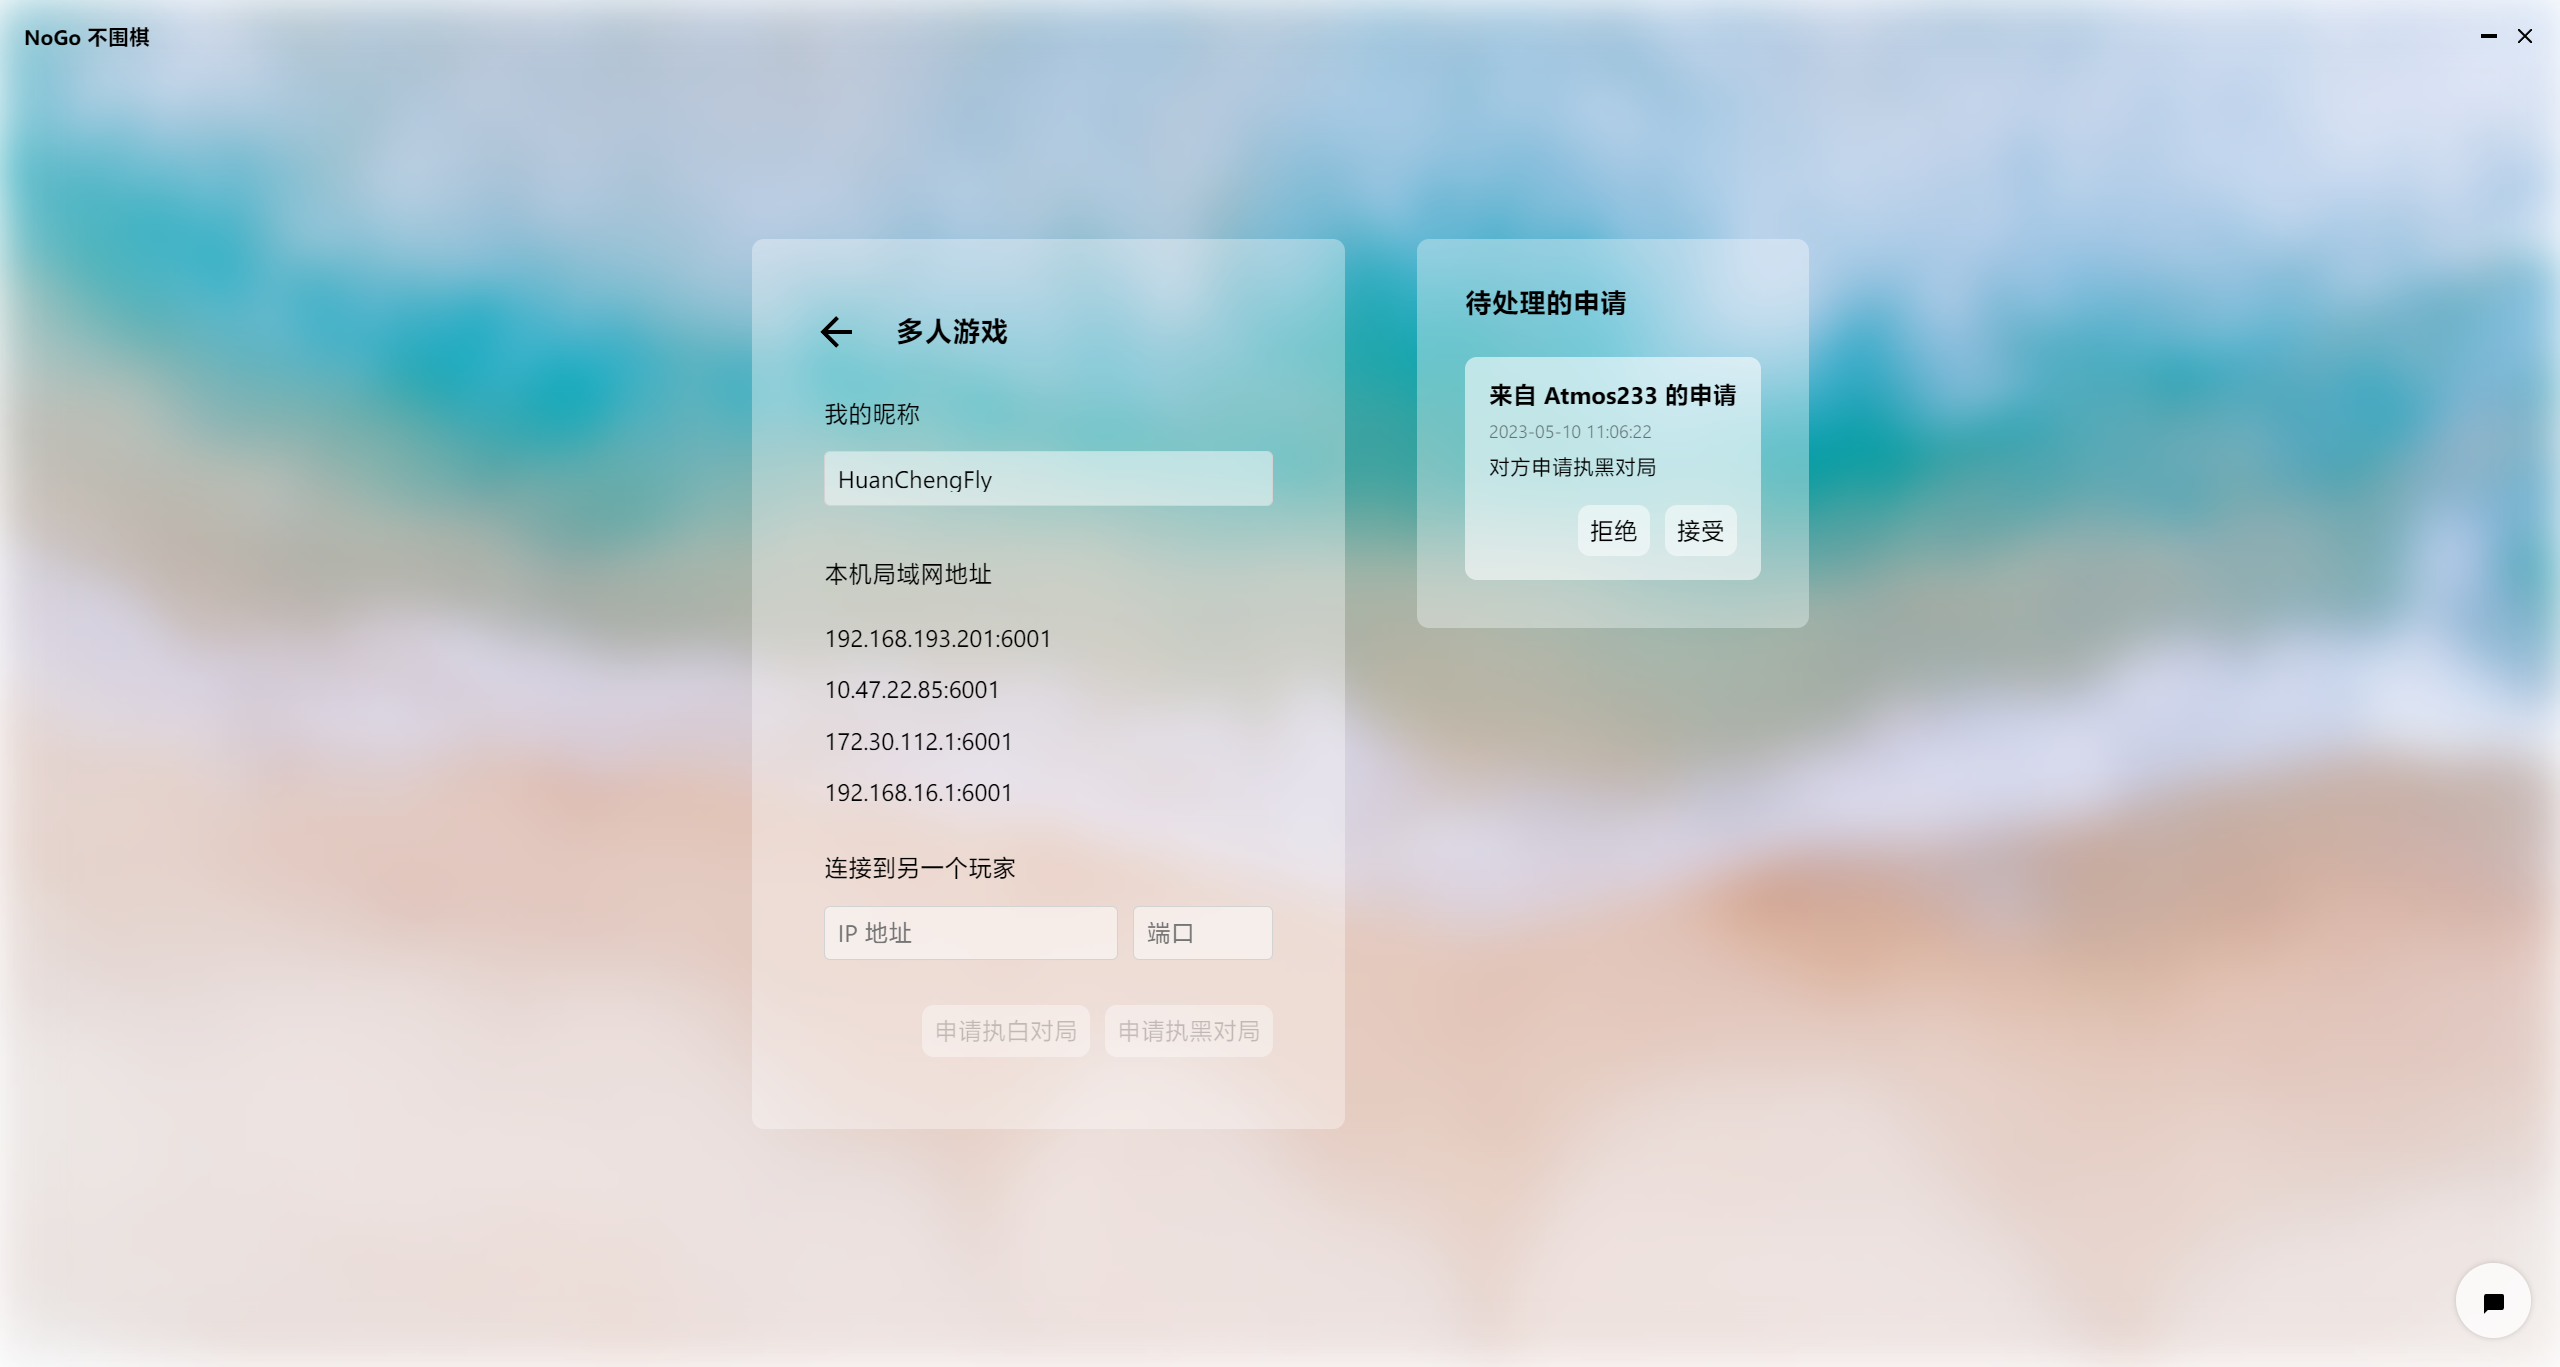 NoGo 不围棋
多人游戏
我的昵称
HuanChengFly
本机局域网地址
192.168.193.201:6001
10.47.22.85:6001
172.30.112.1:6001
192.168.16.1:6001
连接到另一个玩家
IP 地址 端口
申请执白对局 申请执黑对局
待处理的申请
来自 Atmos233 的申请
2023-05-10 11:06:22
对方申请执黑对局
拒绝 接受